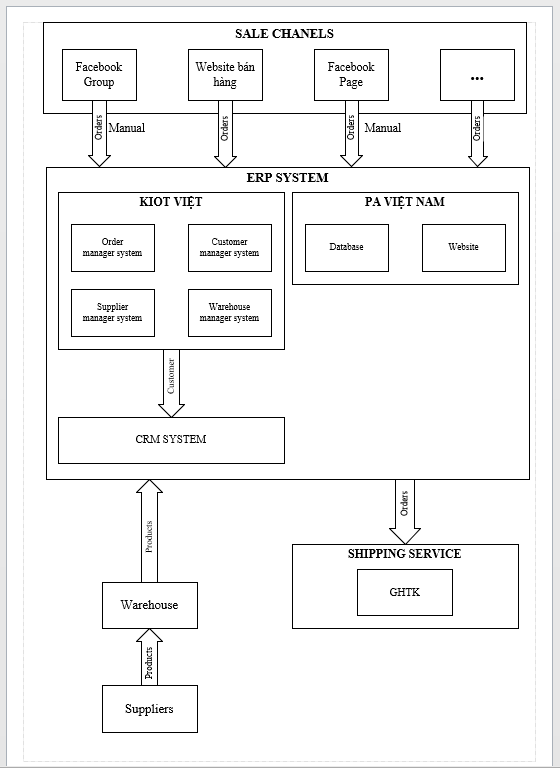 SALE CHANELS
Facebook
Group
Website bán
hàng
Facebook
Page
...
Orders
Manual
Orders
Orders
Manual
Orders
ERP SYSTEM
KIOT VIỆT
PA VIỆT NAM
Order
manager system
Customer
manager system
Database
Website
Supplier
manager system
Warehouse
manager system
Customer
CRM SYSTEM
Products
Orders
SHIPPING SERVICE
GHTK
Warehouse
Products
Suppliers